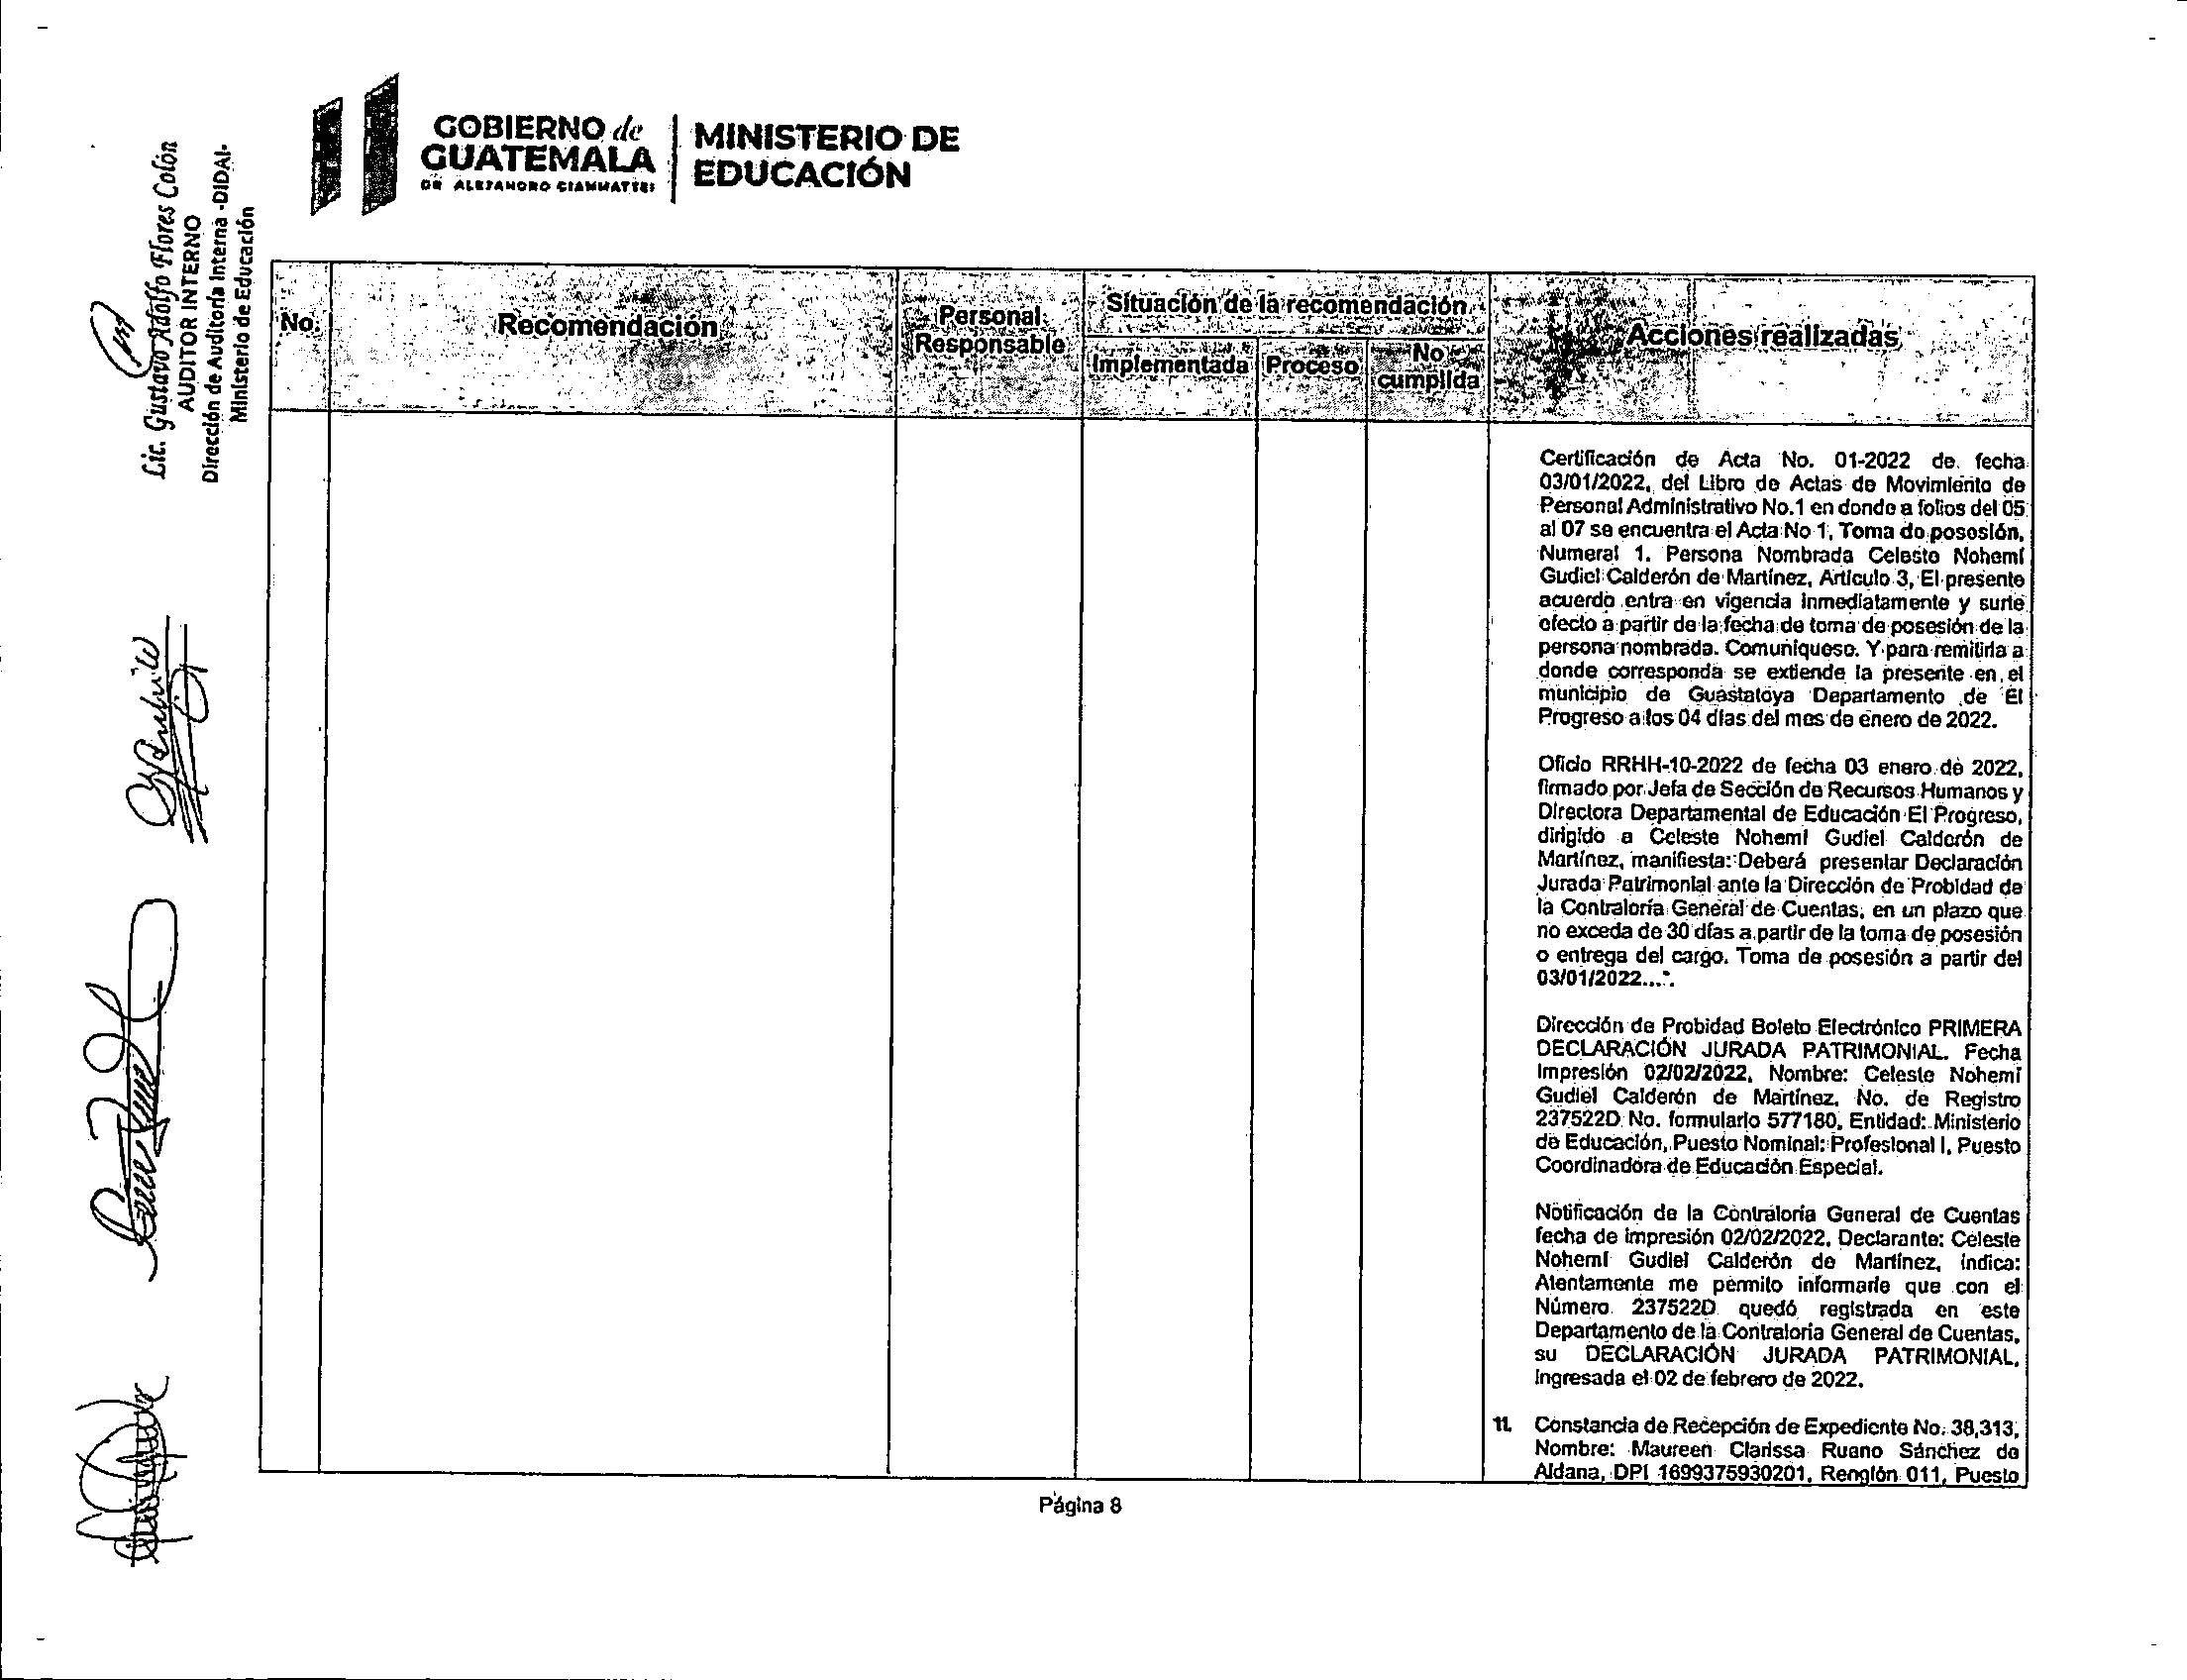 GOBIERNO de
GUATEMALA
DR. ALEJANDRO GIAMMATTEI
MINISTERIO DE
EDUCACIÓN
Lic. Gustavo Adolfo Flores Colón
AUDITOR INTERNO
Dirección de Auditoría Interna -DIDAI-
Ministerio de Educación
No.
Recomendación
Personal
Responsable
Situación de la recomendación
Implementada
Proceso
No
cumplida
Acciones realizadas
Certificación de Acta No. 01-2022 de fecha
03/01/2022, del Libro de Actas de Movimiento de
Personal Administrativo No.1 en donde a folios del 05
al 07 se encuentra el Acta No 1, Toma de posesión,
Numeral 1. Persona Nombrada Celeste Nohemí
Gudiel Calderón de Martínez, Artículo 3, El presente
acuerdo entra en vigencia inmediatamente y surte
efecto a partir de la fecha de toma de posesión de la
persona nombrada. Comuníquese. Y para remitirla a
donde corresponda se extiende la presente en el
municipio de Guastatoya Departamento de El
Progreso a los 04 días del mes de enero de 2022.
Oficio RRHH-10-2022 de fecha 03 enero de 2022,
firmado por Jefa de Sección de Recursos Humanos y
Directora Departamental de Educación El Progreso,
dirigido a Celeste Nohemí Gudiel Calderón de
Martínez, manifiesta: Deberá presentar Declaración
Jurada Patrimonial ante la Dirección de Probidad de
la Contraloría General de Cuentas, en un plazo que
no exceda de 30 días a partir de la toma de posesión
o entrega del cargo. Toma de posesión a partir del
03/01/2022...".
Dirección de Probidad Boleto Electrónico PRIMERA
DECLARACIÓN JURADA PATRIMONIAL. Fecha
Impresión 02/02/2022, Nombre: Celeste Nohemí
Gudiel Calderón de Martínez. No. de Registro
237522D No. formulario 577180, Entidad: Ministerio
de Educación, Puesto Nominal: Profesional I, Puesto
Coordinadora de Educación Especial.
Notificación de la Contraloría General de Cuentas
fecha de impresión 02/02/2022, Declarante: Celeste
Nohemí Gudiel Calderón de Martínez, indica:
Atentamente me permito informarle que con el
Número 237522D quedó registrada en este
Departamento de la Contraloría General de Cuentas,
su DECLARACIÓN JURADA PATRIMONIAL,
ingresada el 02 de febrero de 2022.
11. Constancia de Recepción de Expediente No. 38,313,
Nombre: Maureen Clarissa Ruano Sánchez de
Aldana, DPI 1699375930201, Renglón 011, Puesto
Página 8